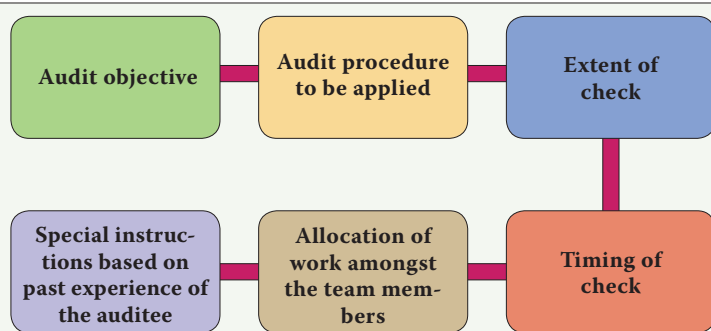 Audit objective
Audit procedure
to be applied
Extent of
check
Timing of
check
Allocation of
work amongst
the team mem-
bers
Special instruc-
tions based on
past experience of
the auditee